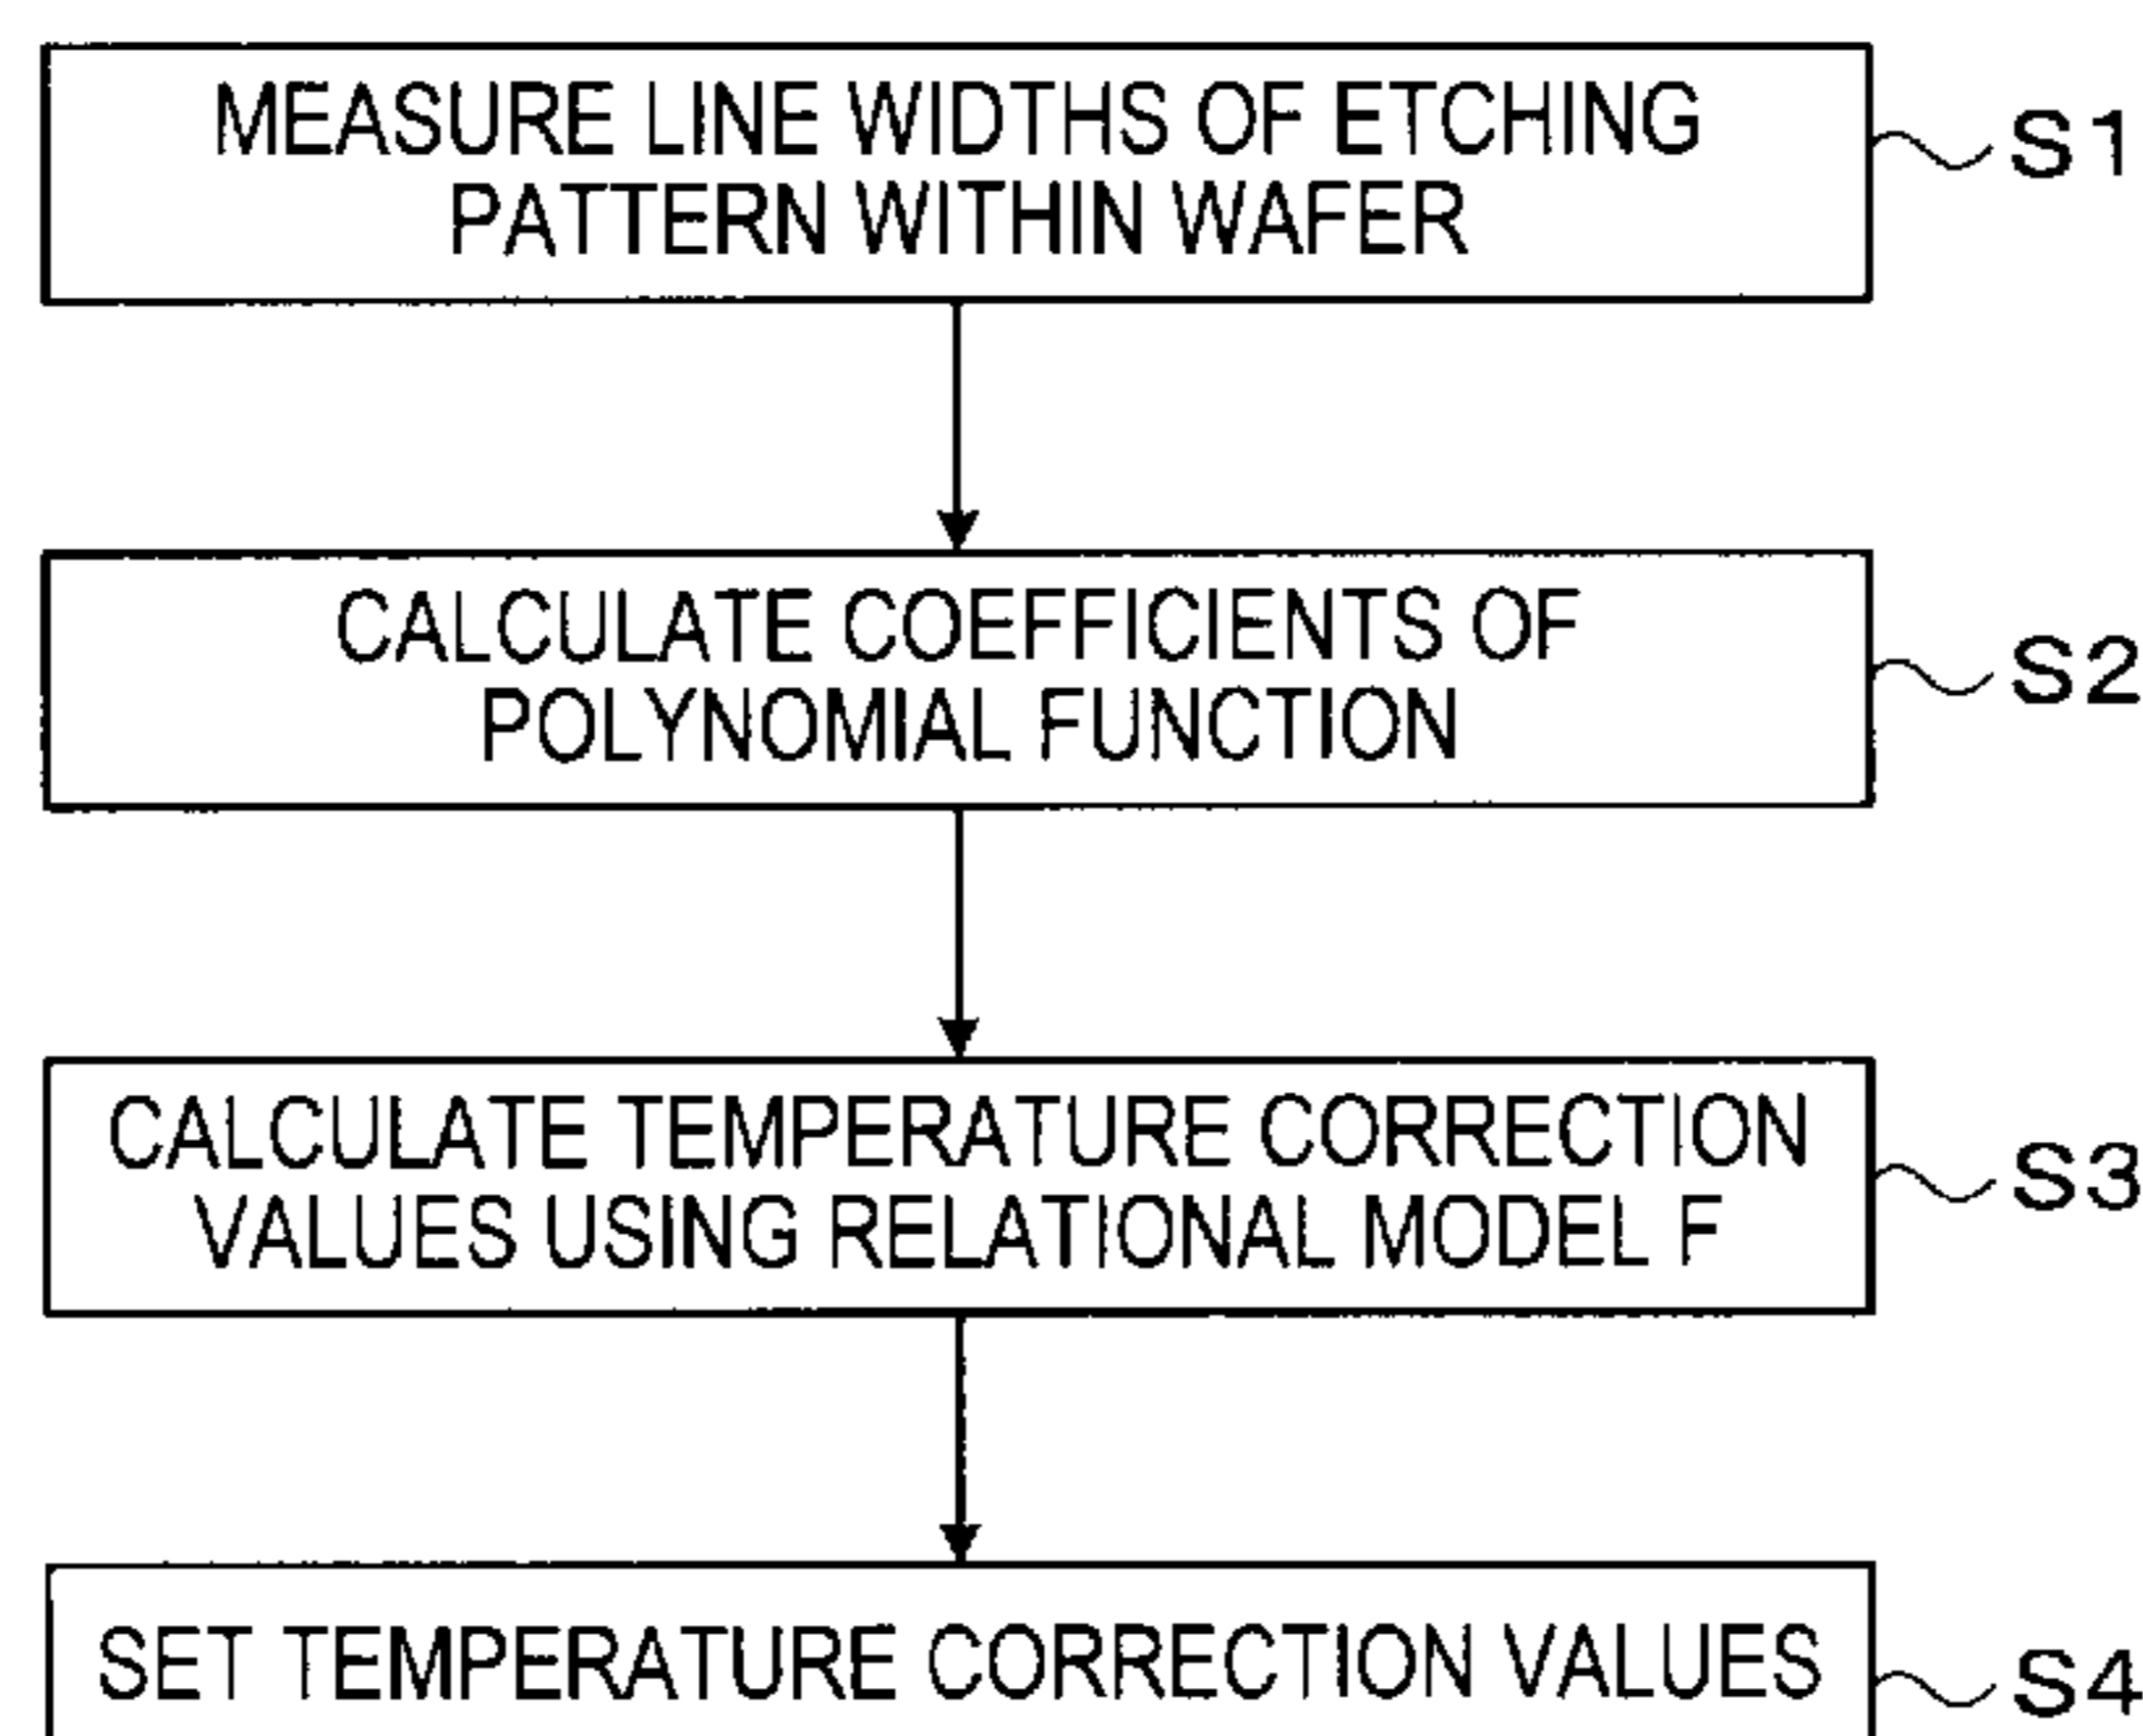 MEASURE LINE WIDTHS OF ETCHING
PATTERN WITHIN WAFER
S1
CALCULATE COEFFICIENTS OF
POLYNOMIAL FUNCTION
S2
CALCULATE TEMPERATURE CORRECTION
VALUES USING RELATIONAL MODEL F
S3
SET TEMPERATURE CORRECTION VALUES
S4